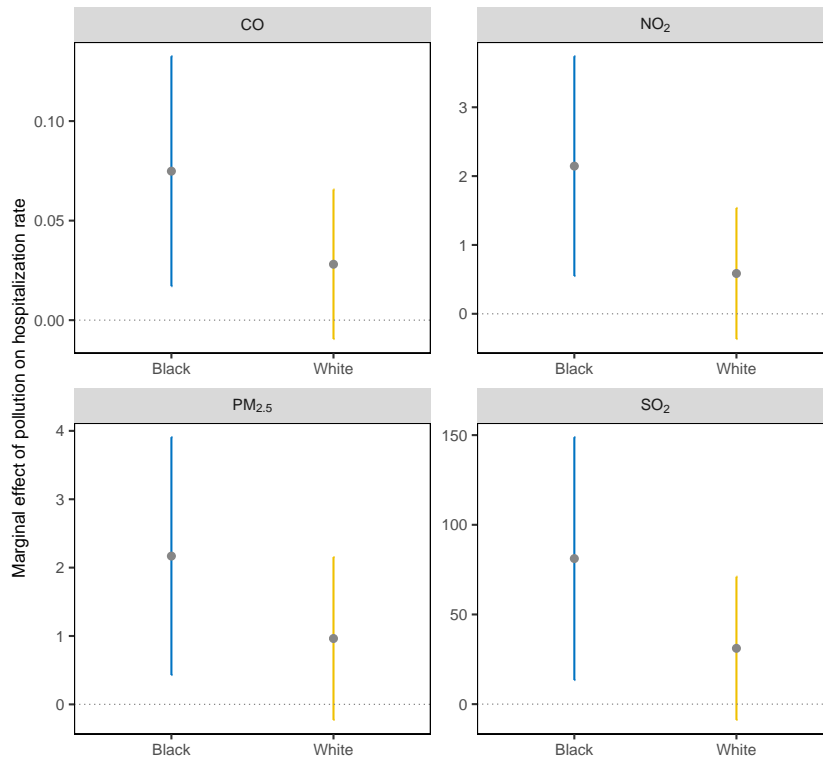 Marginal effect of pollution on hospitalization rate
CO
0.10
0.05
0.00
Black White
NO₂
3
2
1
0
Black White
PM₂.₅
4
3
2
1
0
Black White
SO₂
150
100
50
0
Black White